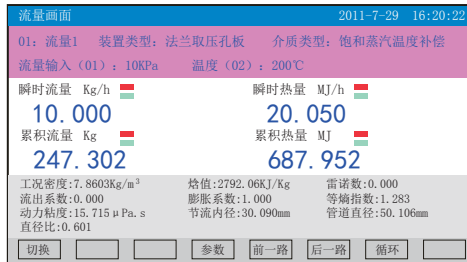 流量画面 2011-7-29 16:20:22
01：流量1 装置类型：法兰取压孔板 介质类型：饱和蒸汽温度补偿
流量输入（01）：10KPa 温度（02）：200℃
瞬时流量 Kg/h 瞬时热量 MJ/h
10.000 20.050
累积流量 Kg 累积热量 MJ
247.302 687.952
工况密度:7.8603Kg/m³ 焓值:2792.06KJ/Kg 雷诺数:0.000
流出系数:0.000 膨胀系数:1.000 等熵指数:1.283
动力粘度:15.715μPa.s 节流内径:30.090mm 管道直径:50.106mm
直径比:0.601
切换 参数 前一路 后一路 循环